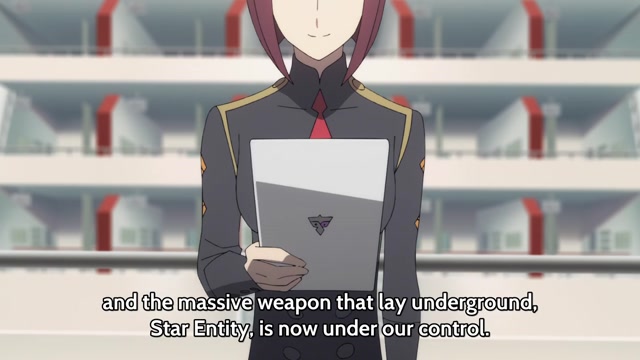 and the massive weapon that lay underground,
Star Entity, is now under our control.